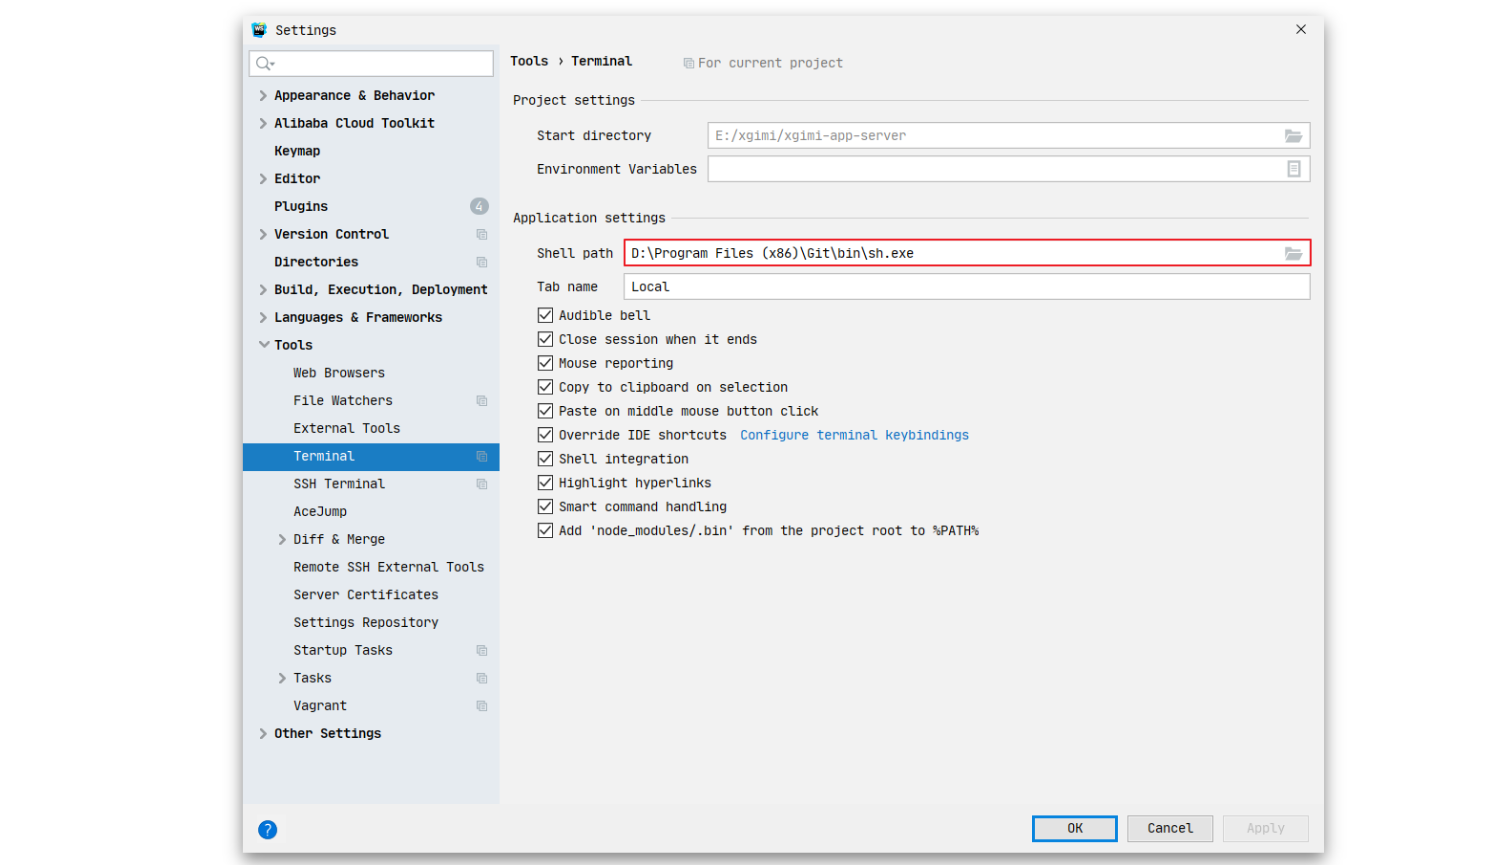 WS Settings
Appearance & Behavior
Alibaba Cloud Toolkit
Keymap
Editor
Plugins 4
Version Control
Directories
Build, Execution, Deployment
Languages & Frameworks
Tools
Web Browsers
File Watchers
External Tools
Terminal
SSH Terminal
AceJump
Diff & Merge
Remote SSH External Tools
Server Certificates
Settings Repository
Startup Tasks
Tasks
Vagrant
Other Settings
Tools › Terminal For current project
Project settings
Start directory E:/xgimi/xgimi-app-server
Environment Variables
Application settings
Shell path D:\Program Files (x86)\Git\bin\sh.exe
Tab name Local
Audible bell
Close session when it ends
Mouse reporting
Copy to clipboard on selection
Paste on middle mouse button click
Override IDE shortcuts Configure terminal keybindings
Shell integration
Highlight hyperlinks
Smart command handling
Add 'node_modules/.bin' from the project root to %PATH%
? OK Cancel Apply